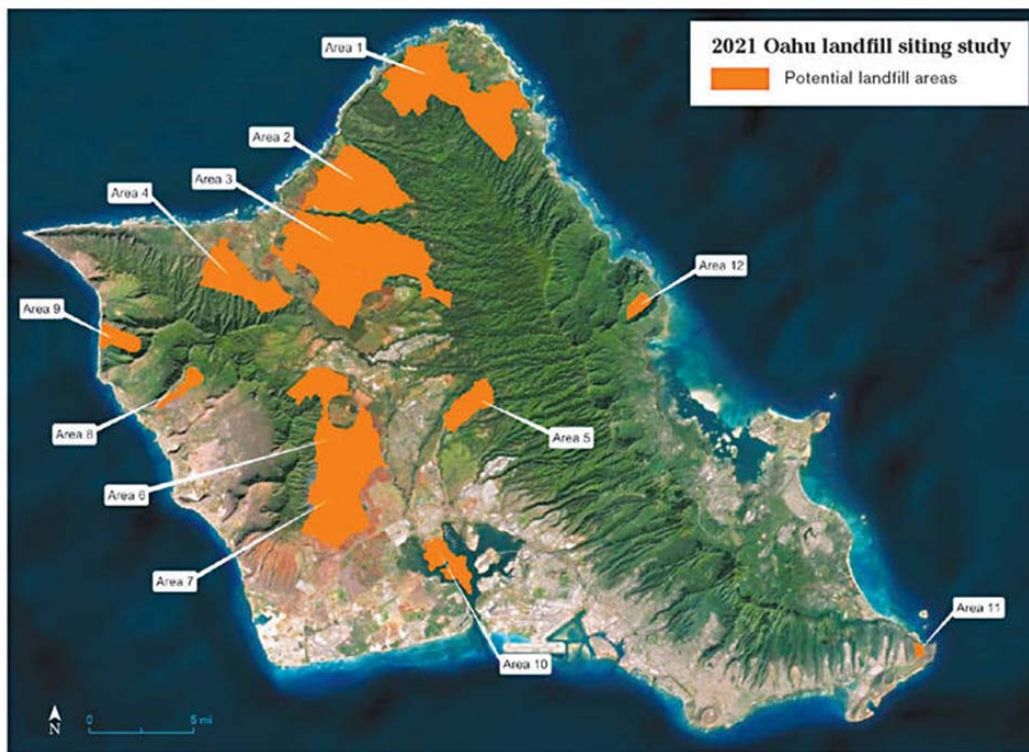 2021 Oahu landfill siting study
Potential landfill areas
Area 1
Area 2
Area 3
Area 4
Area 12
Area 9
Area 8
Area 5
Area 6
Area 7
Area 11
Area 10
N
0 5 mi